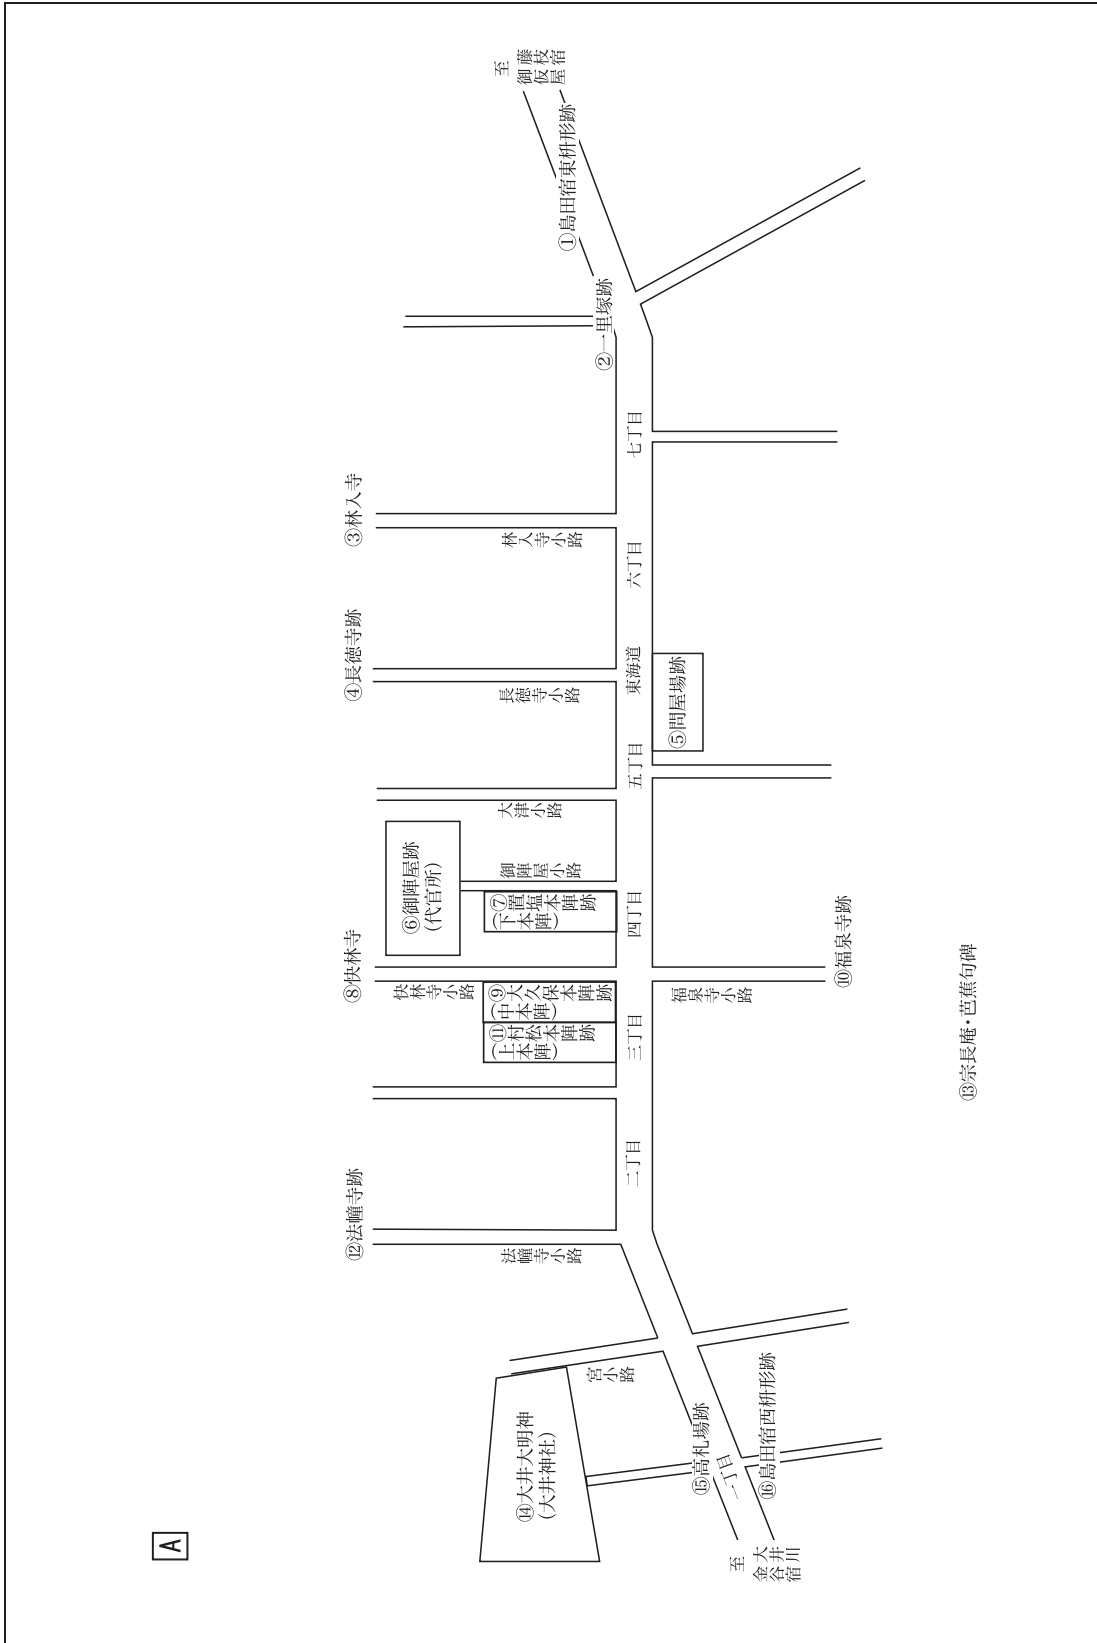 A
至
藤枝宿
御仮屋
①島田宿東枡形跡
②一里塚跡
七丁目
③林入寺
林入寺小路
六丁目
④長徳寺跡
長徳寺小路
東海道
⑤問屋場跡
五丁目
大津小路
⑥御陣屋跡
(代官所)
御陣屋小路
⑦置塩本陣跡
(下本陣)
四丁目
⑧快林寺
快林寺小路
⑨大久保本陣跡
(中本陣)
⑩福泉寺跡
福泉寺小路
⑪村松本陣跡
(上本陣)
三丁目
⑬宗長庵・芭蕉句碑
二丁目
⑫法幢寺跡
法幢寺小路
宮小路
⑭大井大明神
(大井神社)
⑮高札場跡
一丁目
⑯島田宿西枡形跡
至
大井川
金谷宿